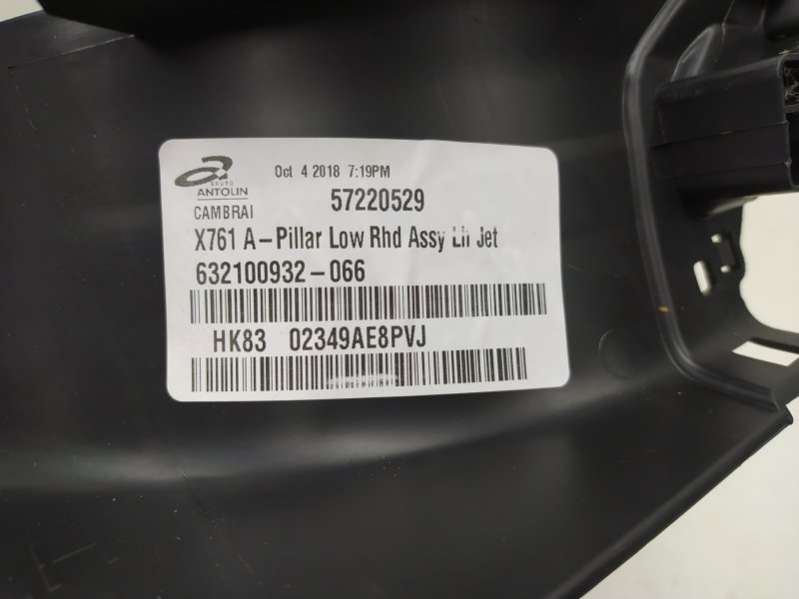 Oct 4 2018 7:19PM
GRUPO
ANTOLIN
CAMBRAI
57220529
X761 A-Pillar Low Rhd Assy Lh Jet
632100932-066
HK83 02349AE8PVJ